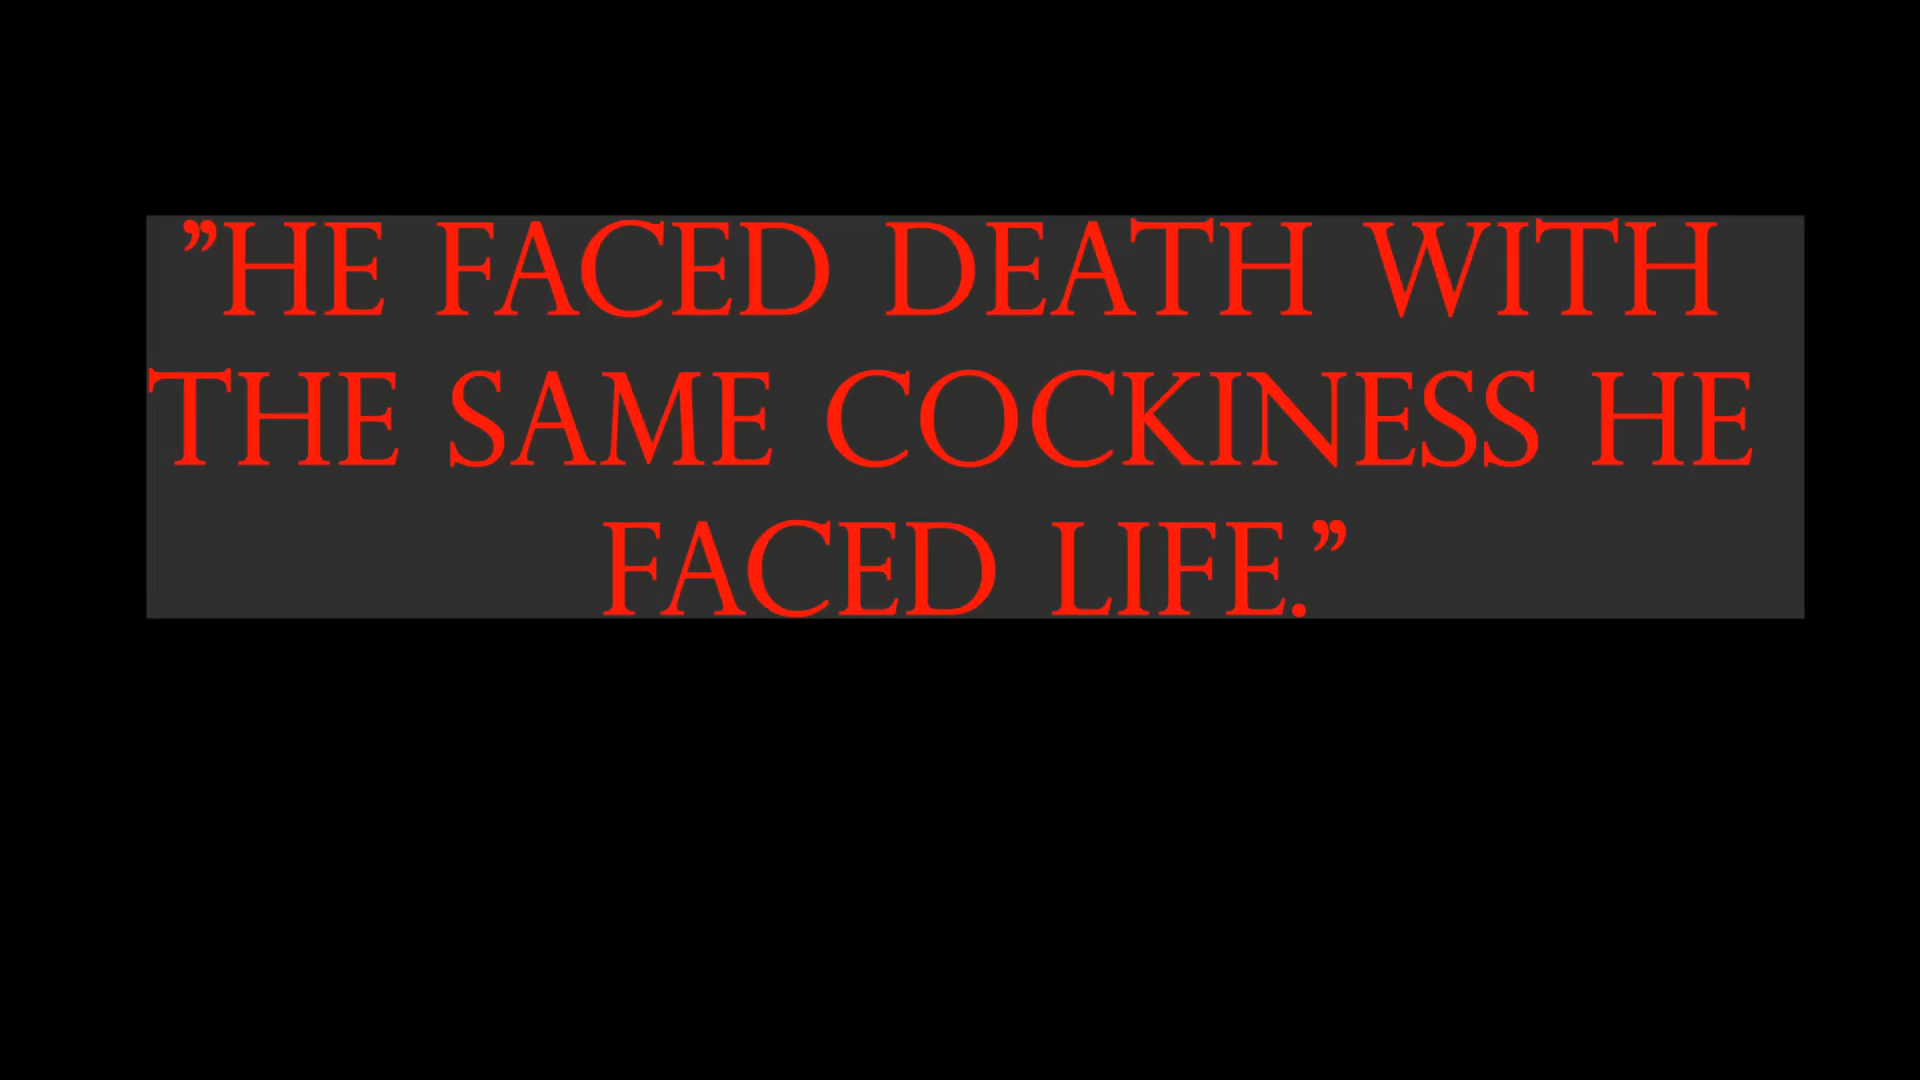 ”HE FACED DEATH WITH
THE SAME COCKINESS HE
FACED LIFE.”